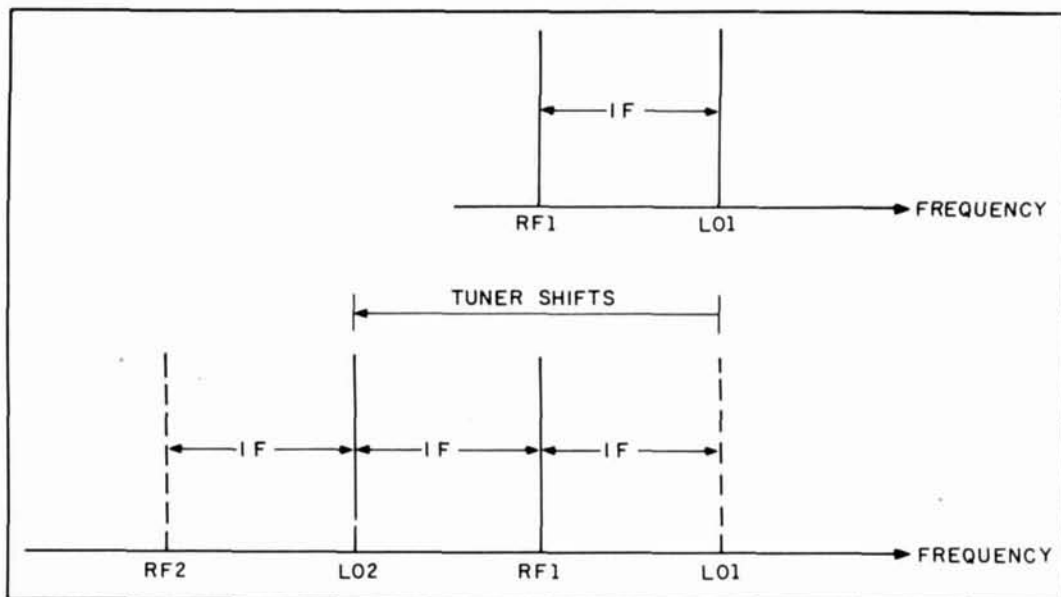 IF
FREQUENCY
RF1 LO1
TUNER SHIFTS
IF IF IF
FREQUENCY
RF2 LO2 RF1 LO1